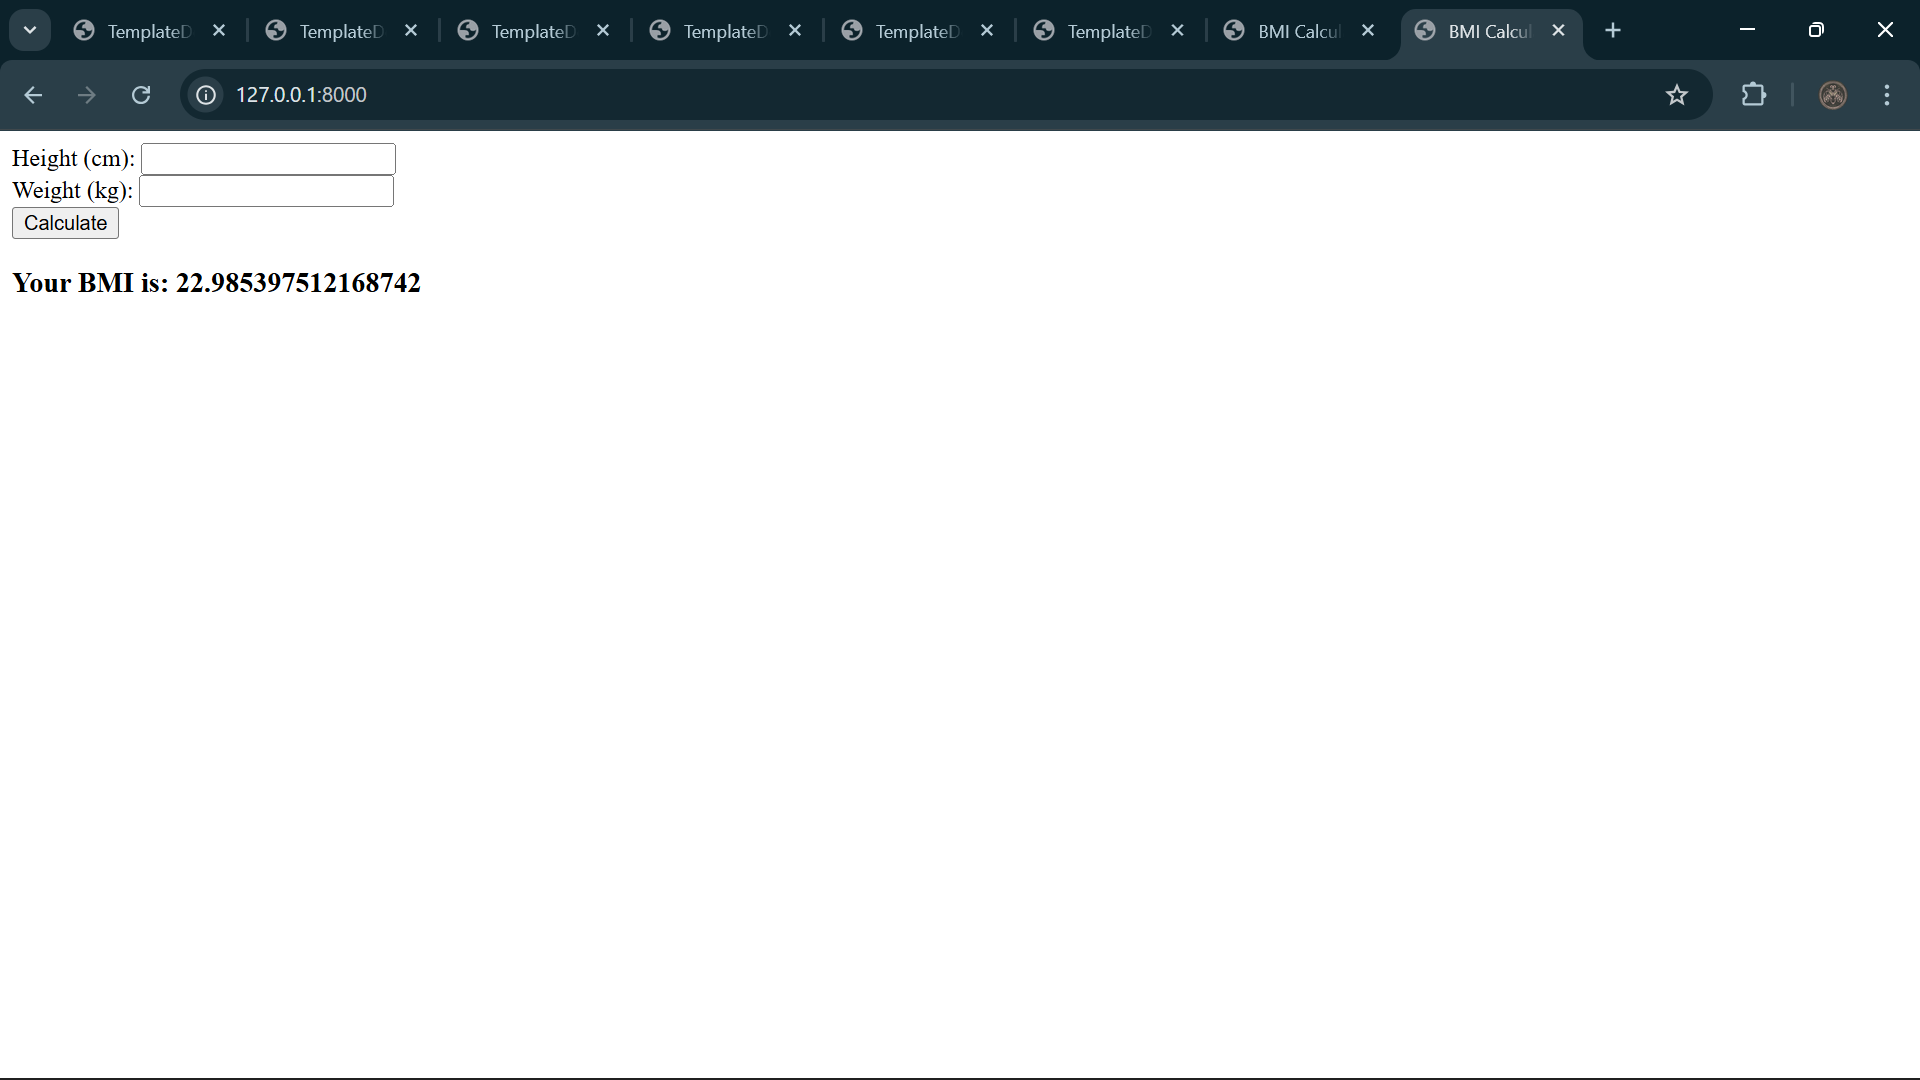 TemplateD TemplateD TemplateD TemplateD TemplateD TemplateD BMI Calcul BMI Calcul
127.0.0.1:8000
Height (cm):
Weight (kg):
Calculate
Your BMI is: 22.985397512168742